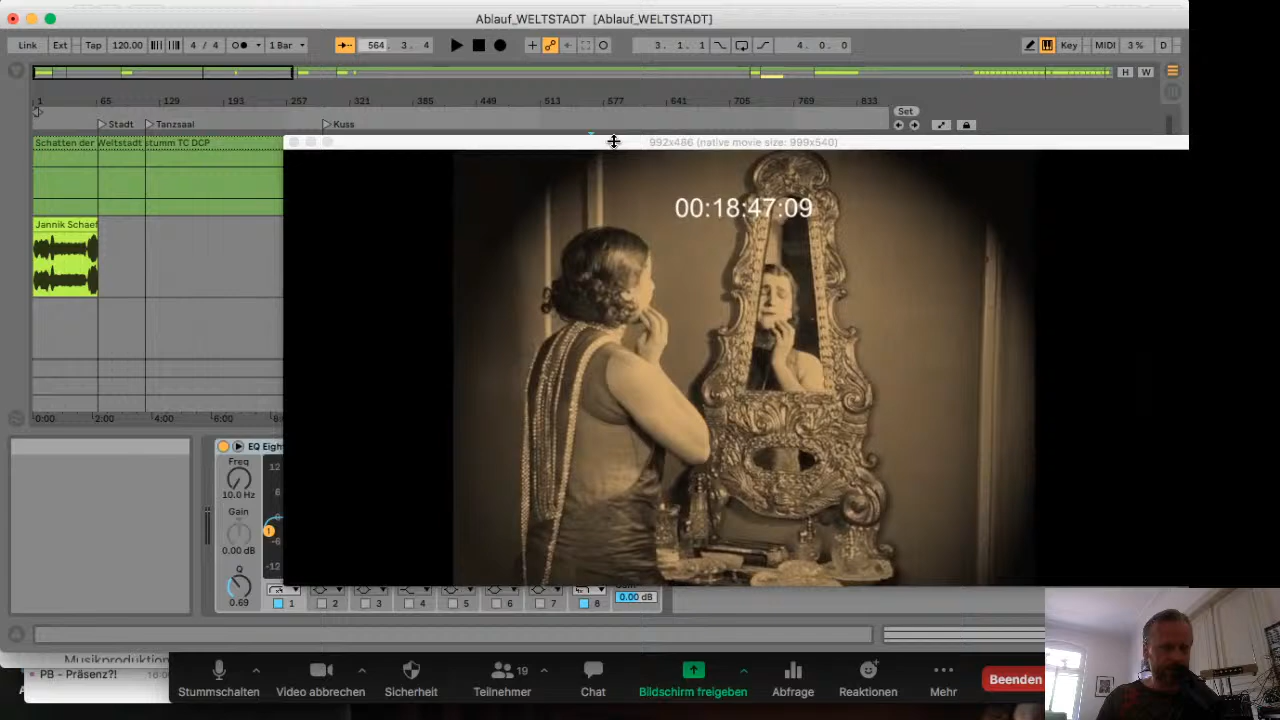 Ablauf_WELTSTADT [Ablauf_WELTSTADT]
Link Ext Tap 120.00 4 / 4 1 Bar 564. 3. 4 3. 1. 1 4. 0. 0 Key MIDI 3 % D
H W
1 65 129 193 257 321 385 449 513 577 641 705 769 833 Set
Stadt Tanzsaal Kuss
Schatten der Weltstadt stumm TC DCP
992x486 (native movie size: 999x540)
00:18:47:09
Jannik Schaef
0:00 2:00 4:00 6:00
EQ Eigh
Freq
10.0 Hz
Gain
0.00 dB
Q
0.69
12
6
0
-6
-12
1
1 2 3 4 5 6 7 8
0.00 dB
Musikproduktion
PB - Präsenz?!
19
Stummschalten Video abbrechen Sicherheit Teilnehmer Chat Bildschirm freigeben Abfrage Reaktionen Mehr Beenden